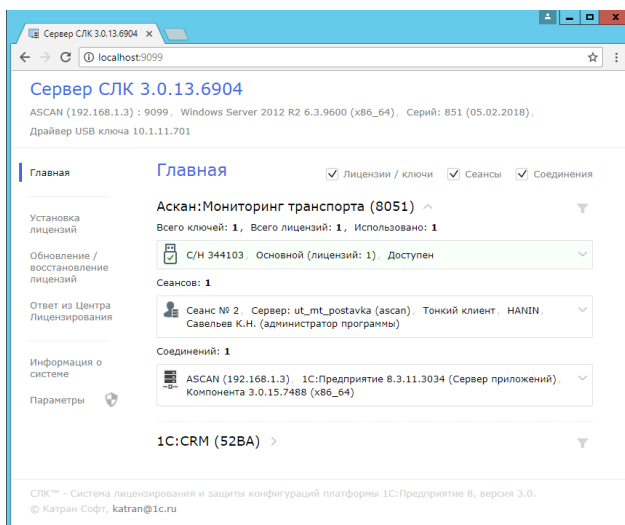 Сервер СЛК 3.0.13.6904
localhost:9099
Сервер СЛК 3.0.13.6904
ASCAN (192.168.1.3) : 9099, Windows Server 2012 R2 6.3.9600 (x86_64), Серий: 851 (05.02.2018),
Драйвер USB ключа 10.1.11.701
Главная
Установка
лицензий
Обновление /
восстановление
лицензий
Ответ из Центра
Лицензирования
Информация о
системе
Параметры
Главная
Лицензии / ключи Сеансы Соединения
Аскан:Мониторинг транспорта (8051)
Всего ключей: 1, Всего лицензий: 1, Использовано: 1
С/Н 344103, Основной (лицензий: 1), Доступен
Сеансов: 1
Сеанс № 2, Сервер: ut_mt_postavka (ascan), Тонкий клиент, HANIN,
Савельев К.Н. (администратор программы)
Соединений: 1
ASCAN (192.168.1.3), 1С:Предприятие 8.3.11.3034 (Сервер приложений),
Компонента 3.0.15.7488 (x86_64)
1С:CRM (52BA)
СЛК™ - Система лицензирования и защиты конфигураций платформы 1С:Предприятие 8, версия 3.0.
© Катран Софт, katran@1c.ru